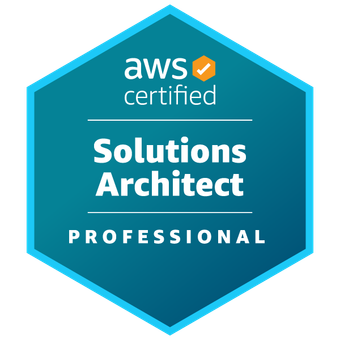 aws
certified
Solutions
Architect
PROFESSIONAL